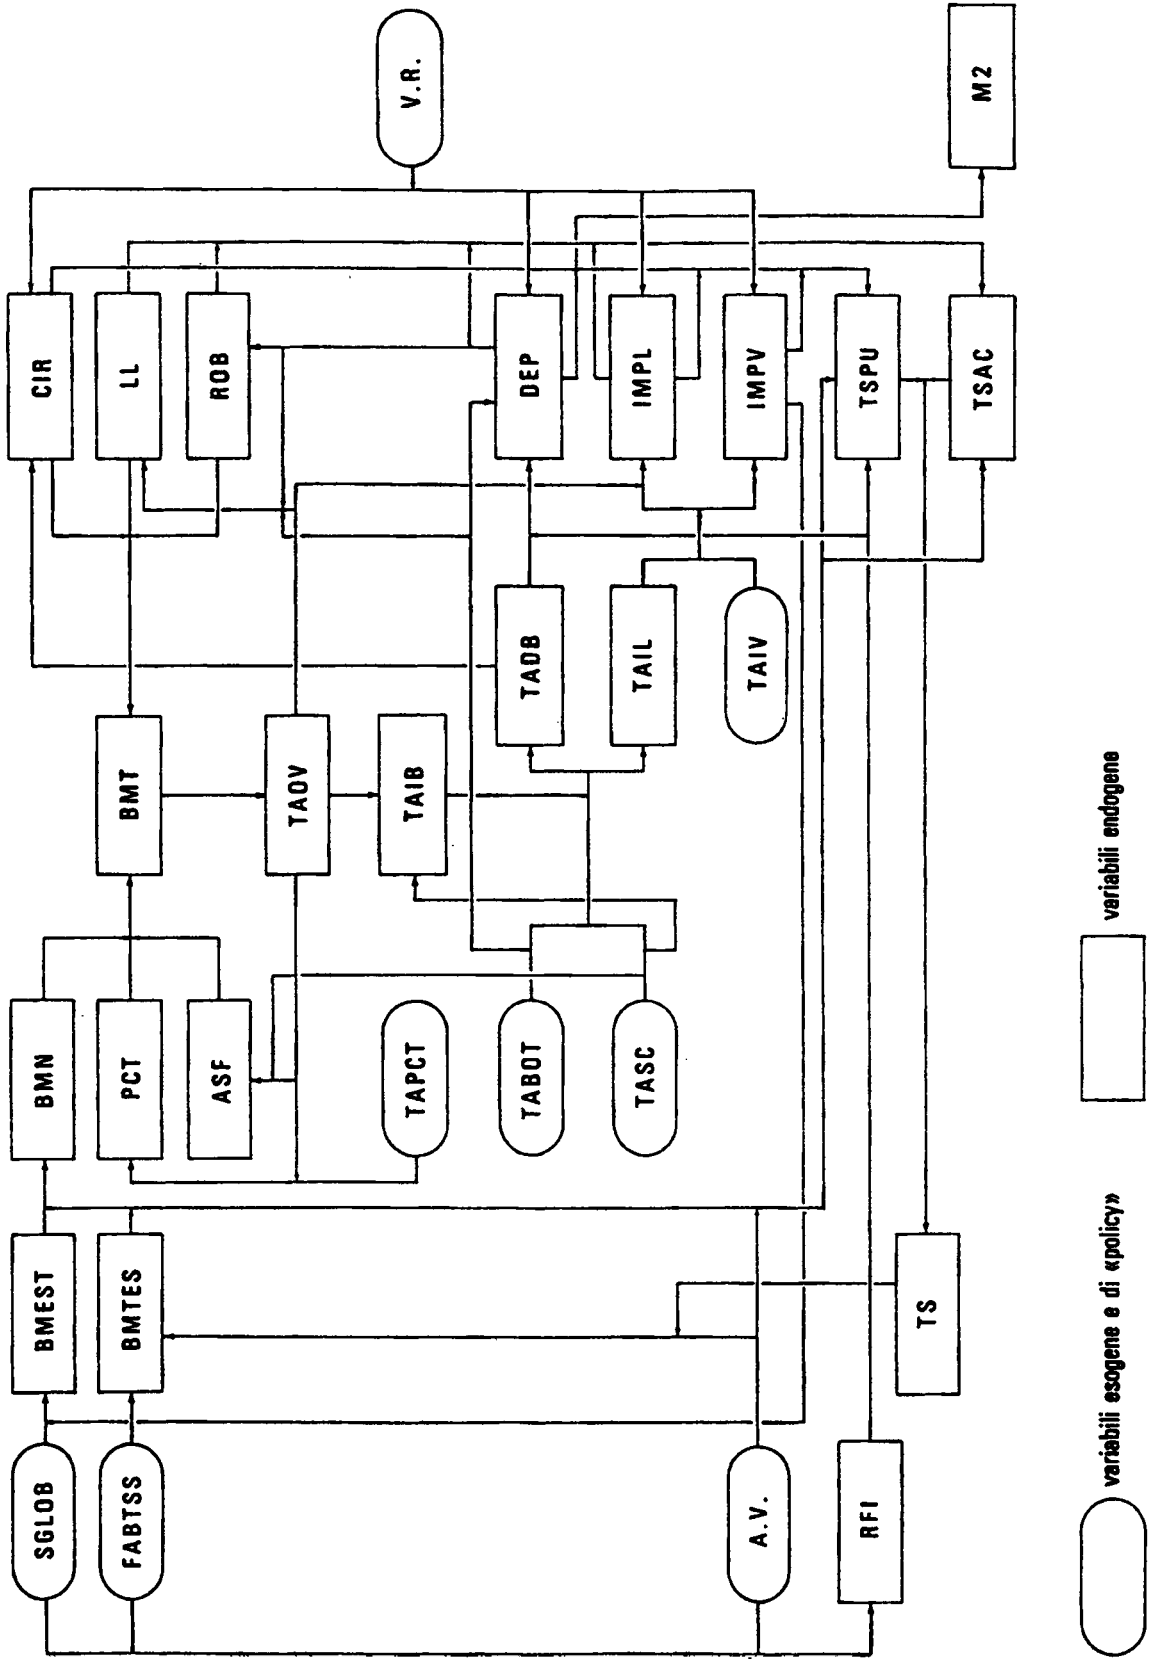 SGLOB
BMEST
BMN
CIR
FABTSS
BMTES
PCT
BMT
LL
ASF
ROB
TAOV
TAPCT
TAIB
V.R.
TABOT
TADB
DEP
TASC
TAIL
IMPL
A.V.
TAIV
IMPV
RFI
TSPU
TS
TSAC
M2
variabili esogene e di «policy»
variabili endogene